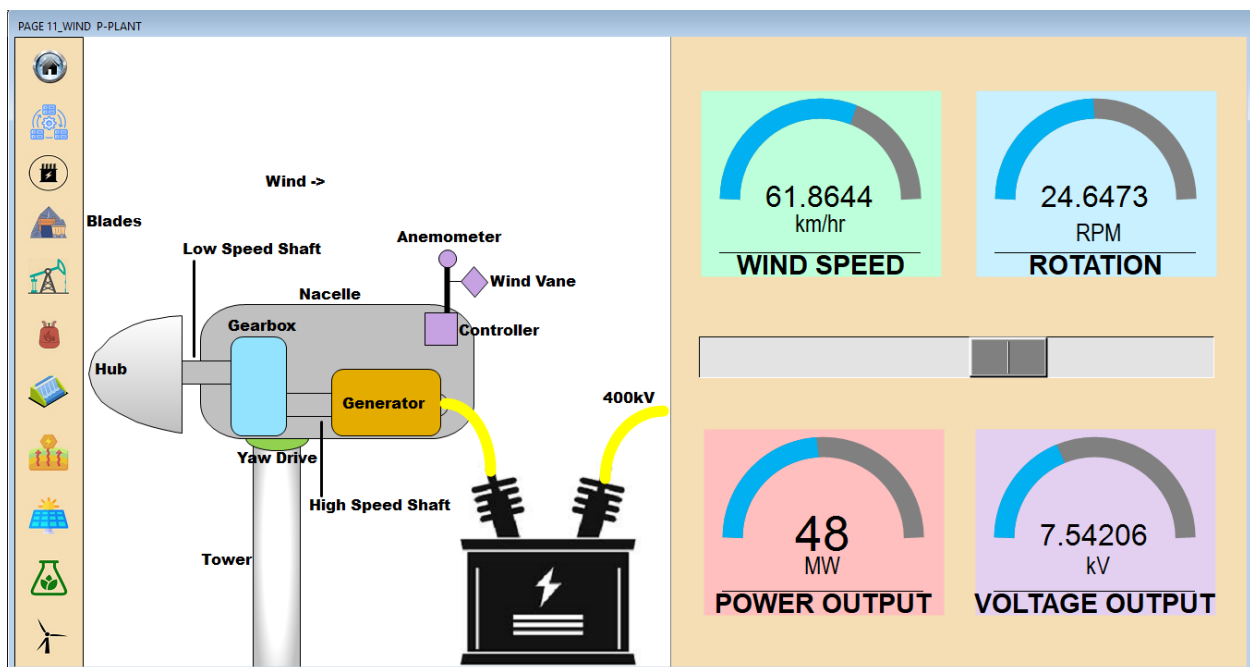 PAGE 11_WIND P-PLANT
Wind ->
Blades
Low Speed Shaft
Anemometer
Wind Vane
Nacelle
Gearbox
Controller
Hub
Generator
400kV
Yaw Drive
High Speed Shaft
Tower
61.8644
km/hr
WIND SPEED
24.6473
RPM
ROTATION
48
MW
POWER OUTPUT
7.54206
kV
VOLTAGE OUTPUT